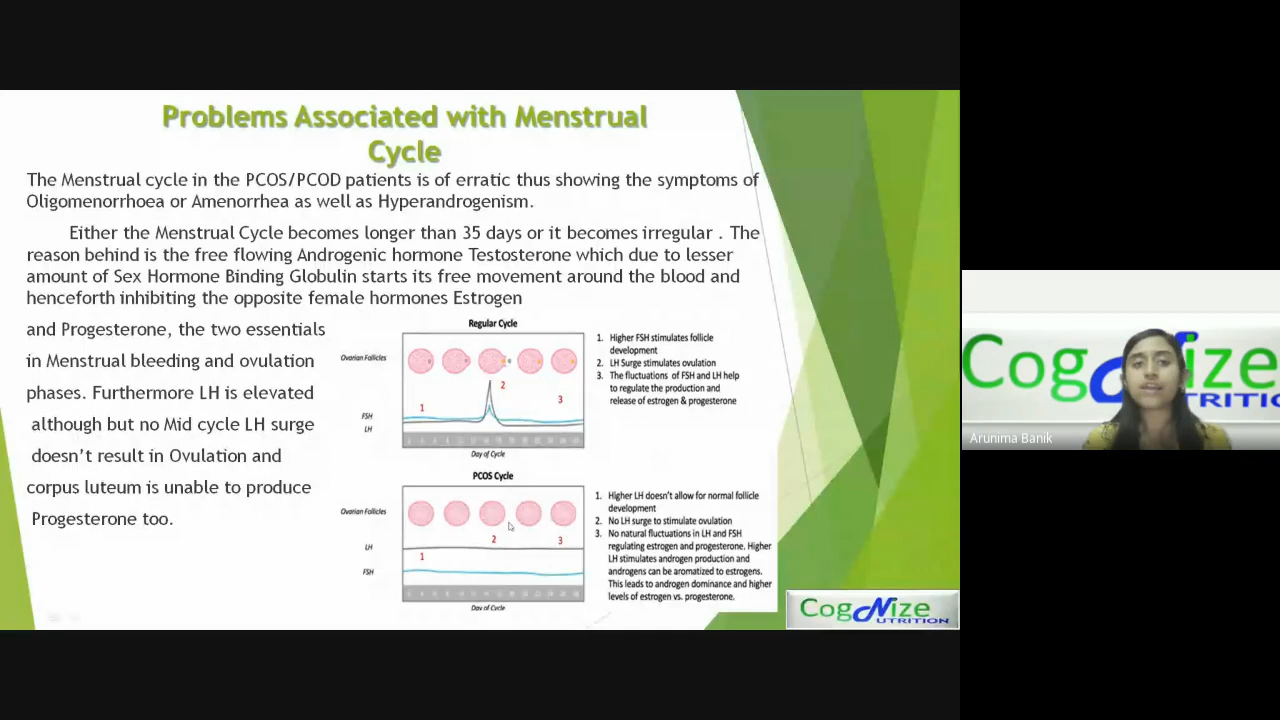 Problems Associated with Menstrual
Cycle
The Menstrual cycle in the PCOS/PCOD patients is of erratic thus showing the symptoms of
Oligomenorrhoea or Amenorrhea as well as Hyperandrogenism.
Either the Menstrual Cycle becomes longer than 35 days or it becomes irregular . The
reason behind is the free flowing Androgenic hormone Testosterone which due to lesser
amount of Sex Hormone Binding Globulin starts its free movement around the blood and
henceforth inhibiting the opposite female hormones Estrogen
and Progesterone, the two essentials
in Menstrual bleeding and ovulation
phases. Furthermore LH is elevated
although but no Mid cycle LH surge
doesn't result in Ovulation and
corpus luteum is unable to produce
Progesterone too.
Regular Cycle
Ovarian Follicles
1
2
3
FSH
LH
Day of Cycle
1. Higher FSH stimulates follicle
development
2. LH Surge stimulates ovulation
3. The fluctuations of FSH and LH help
to regulate the production and
release of estrogen & progesterone
PCOS Cycle
Ovarian Follicles
2
3
LH
1
FSH
Day of Cycle
1. Higher LH doesn't allow for normal follicle
development
2. No LH surge to stimulate ovulation
3. No natural fluctuations in LH and FSH
regulating estrogen and progesterone. Higher
LH stimulates androgen production and
androgens can be aromatized to estrogens.
This leads to androgen dominance and higher
levels of estrogen vs. progesterone.
CogNize
NUTRITION
Cog Nize
UTRITIO
Arunima Banik